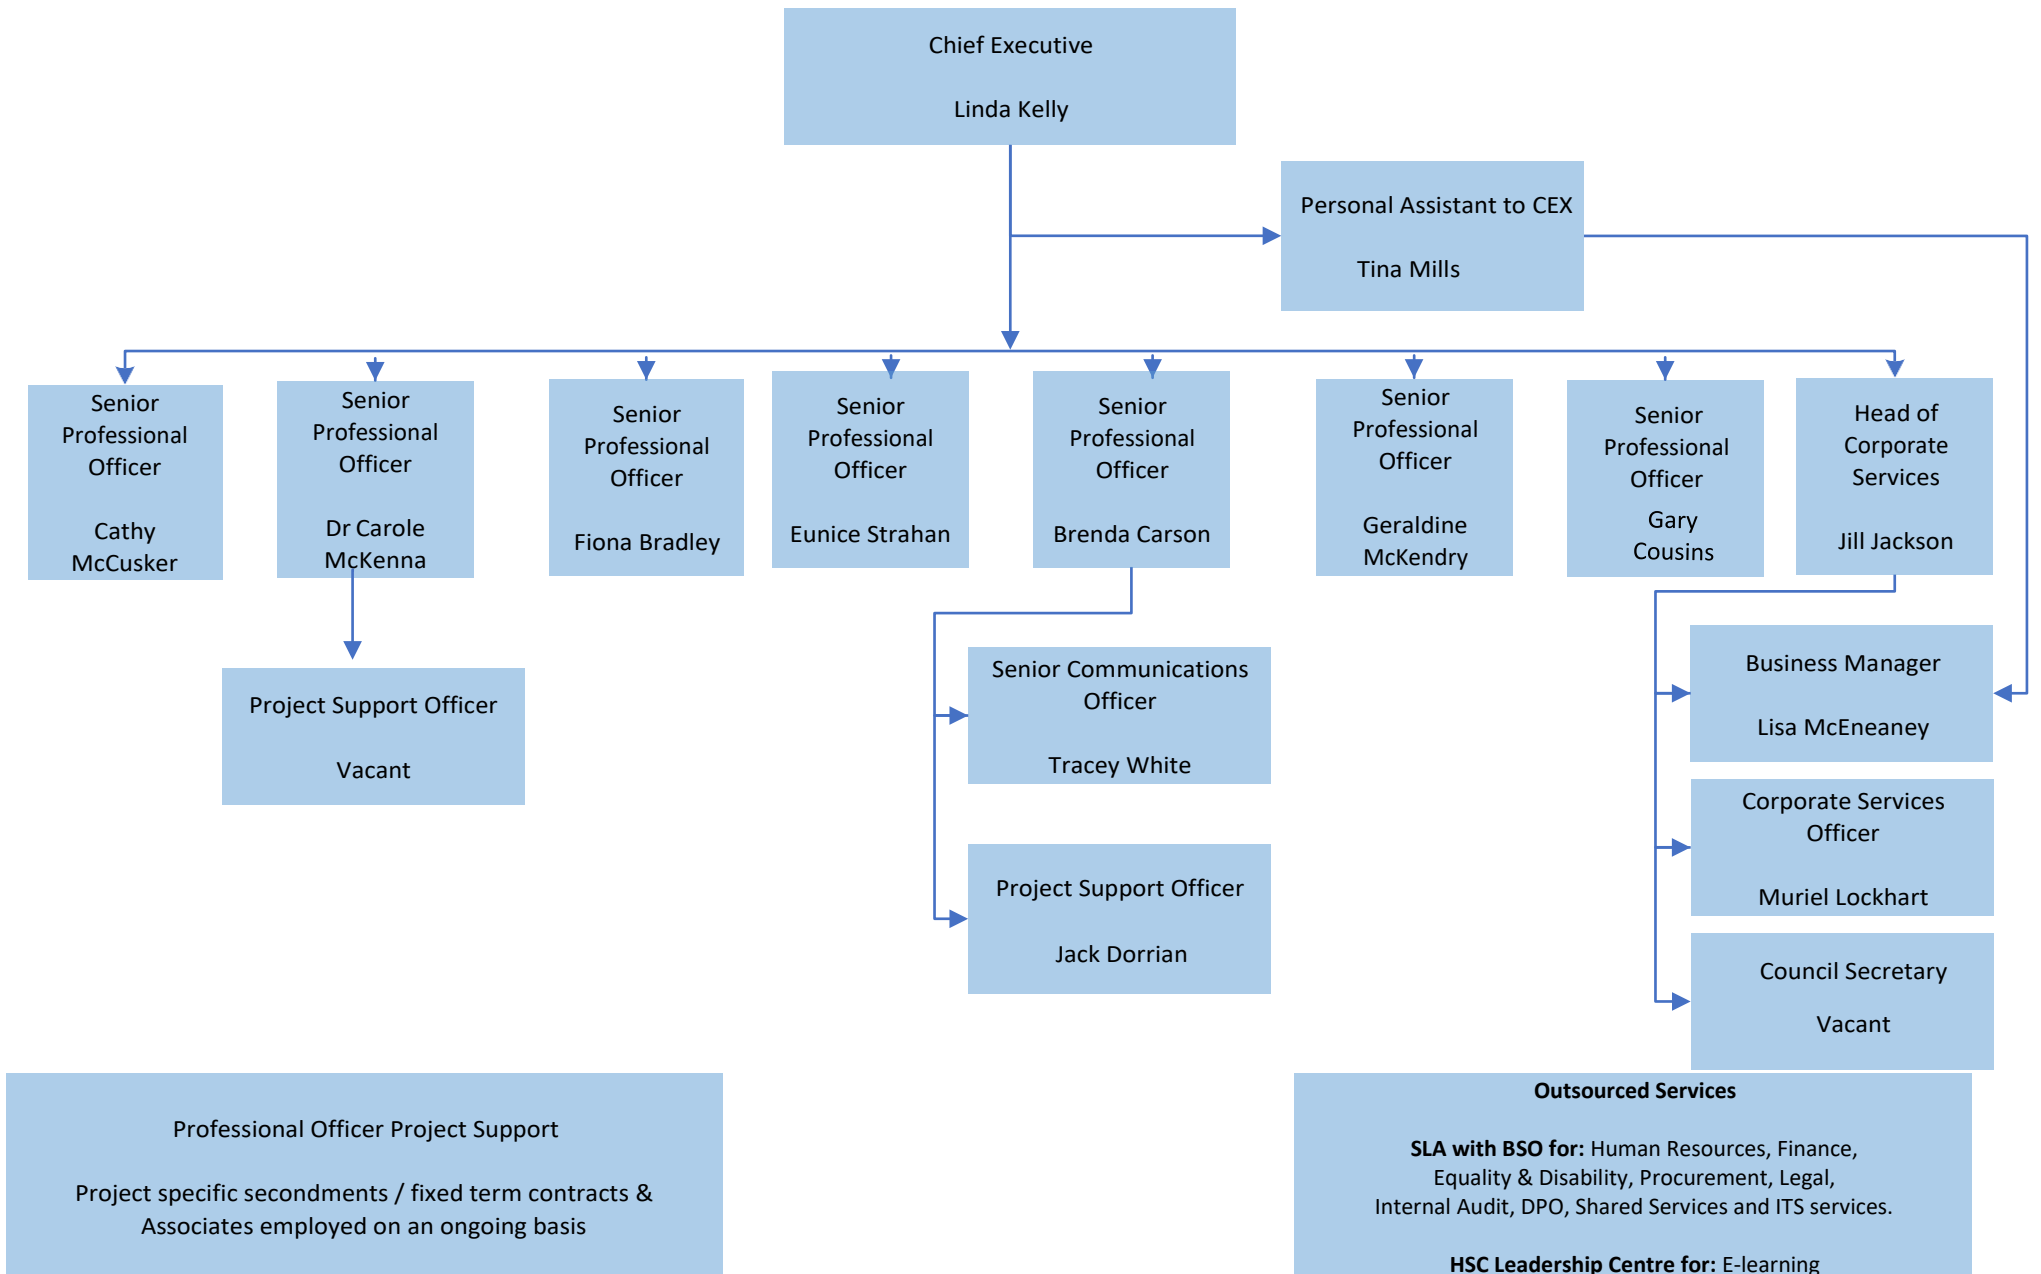 Chief Executive
Linda Kelly
Personal Assistant to CEX
Tina Mills
Senior
Professional
Officer
Cathy
McCusker
Senior
Professional
Officer
Dr Carole
McKenna
Senior
Professional
Officer
Fiona Bradley
Senior
Professional
Officer
Eunice Strahan
Senior
Professional
Officer
Brenda Carson
Senior
Professional
Officer
Geraldine
McKendry
Senior
Professional
Officer
Gary
Cousins
Head of
Corporate
Services
Jill Jackson
Project Support Officer
Vacant
Senior Communications
Officer
Tracey White
Project Support Officer
Jack Dorrian
Business Manager
Lisa McEneaney
Corporate Services
Officer
Muriel Lockhart
Council Secretary
Vacant
Professional Officer Project Support
Project specific secondments / fixed term contracts &
Associates employed on an ongoing basis
Outsourced Services
SLA with BSO for: Human Resources, Finance,
Equality & Disability, Procurement, Legal,
Internal Audit, DPO, Shared Services and ITS services.
HSC Leadership Centre for: E-learning